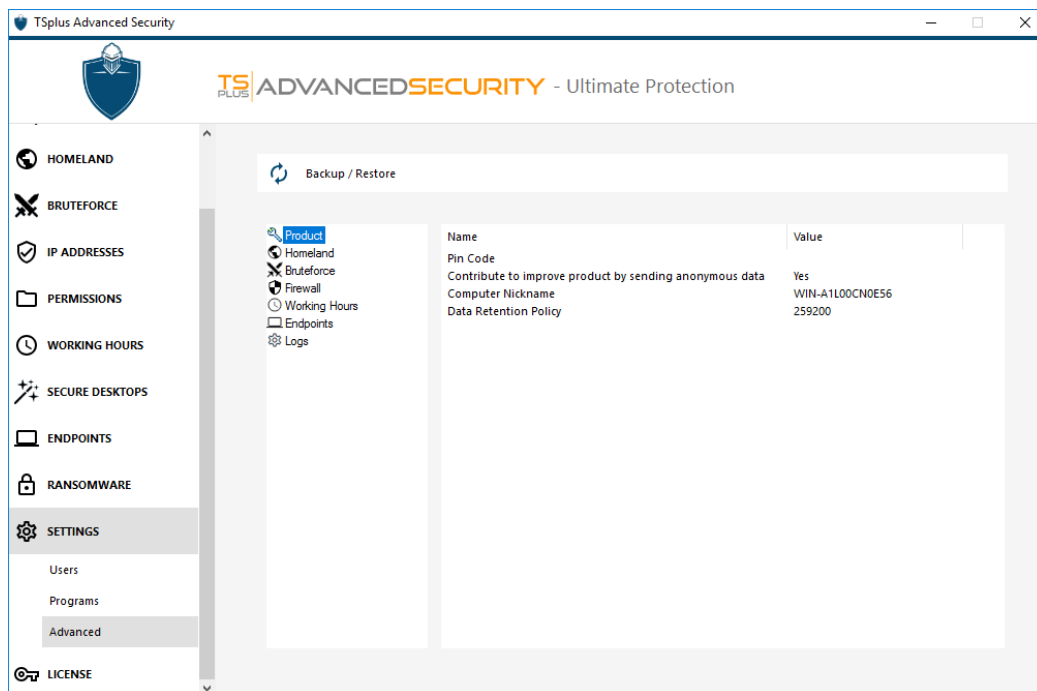 TSplus Advanced Security
TS PLUS ADVANCEDSECURITY - Ultimate Protection
HOMELAND
BRUTEFORCE
IP ADDRESSES
PERMISSIONS
WORKING HOURS
SECURE DESKTOPS
ENDPOINTS
RANSOMWARE
SETTINGS
Users
Programs
Advanced
LICENSE
Backup / Restore
Product
Homeland
Bruteforce
Firewall
Working Hours
Endpoints
Logs
Name Value
Pin Code
Contribute to improve product by sending anonymous data Yes
Computer Nickname WIN-A1L00CN0E56
Data Retention Policy 259200